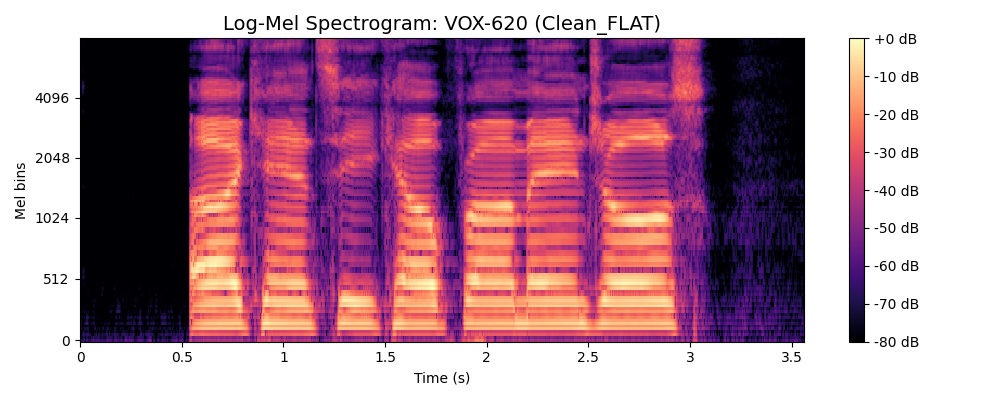 Log-Mel Spectrogram: VOX-620 (Clean_FLAT)
Mel bins
4096
2048
1024
512
0
0
0.5
1
1.5
2
2.5
3
3.5
Time (s)
+0 dB
-10 dB
-20 dB
-30 dB
-40 dB
-50 dB
-60 dB
-70 dB
-80 dB